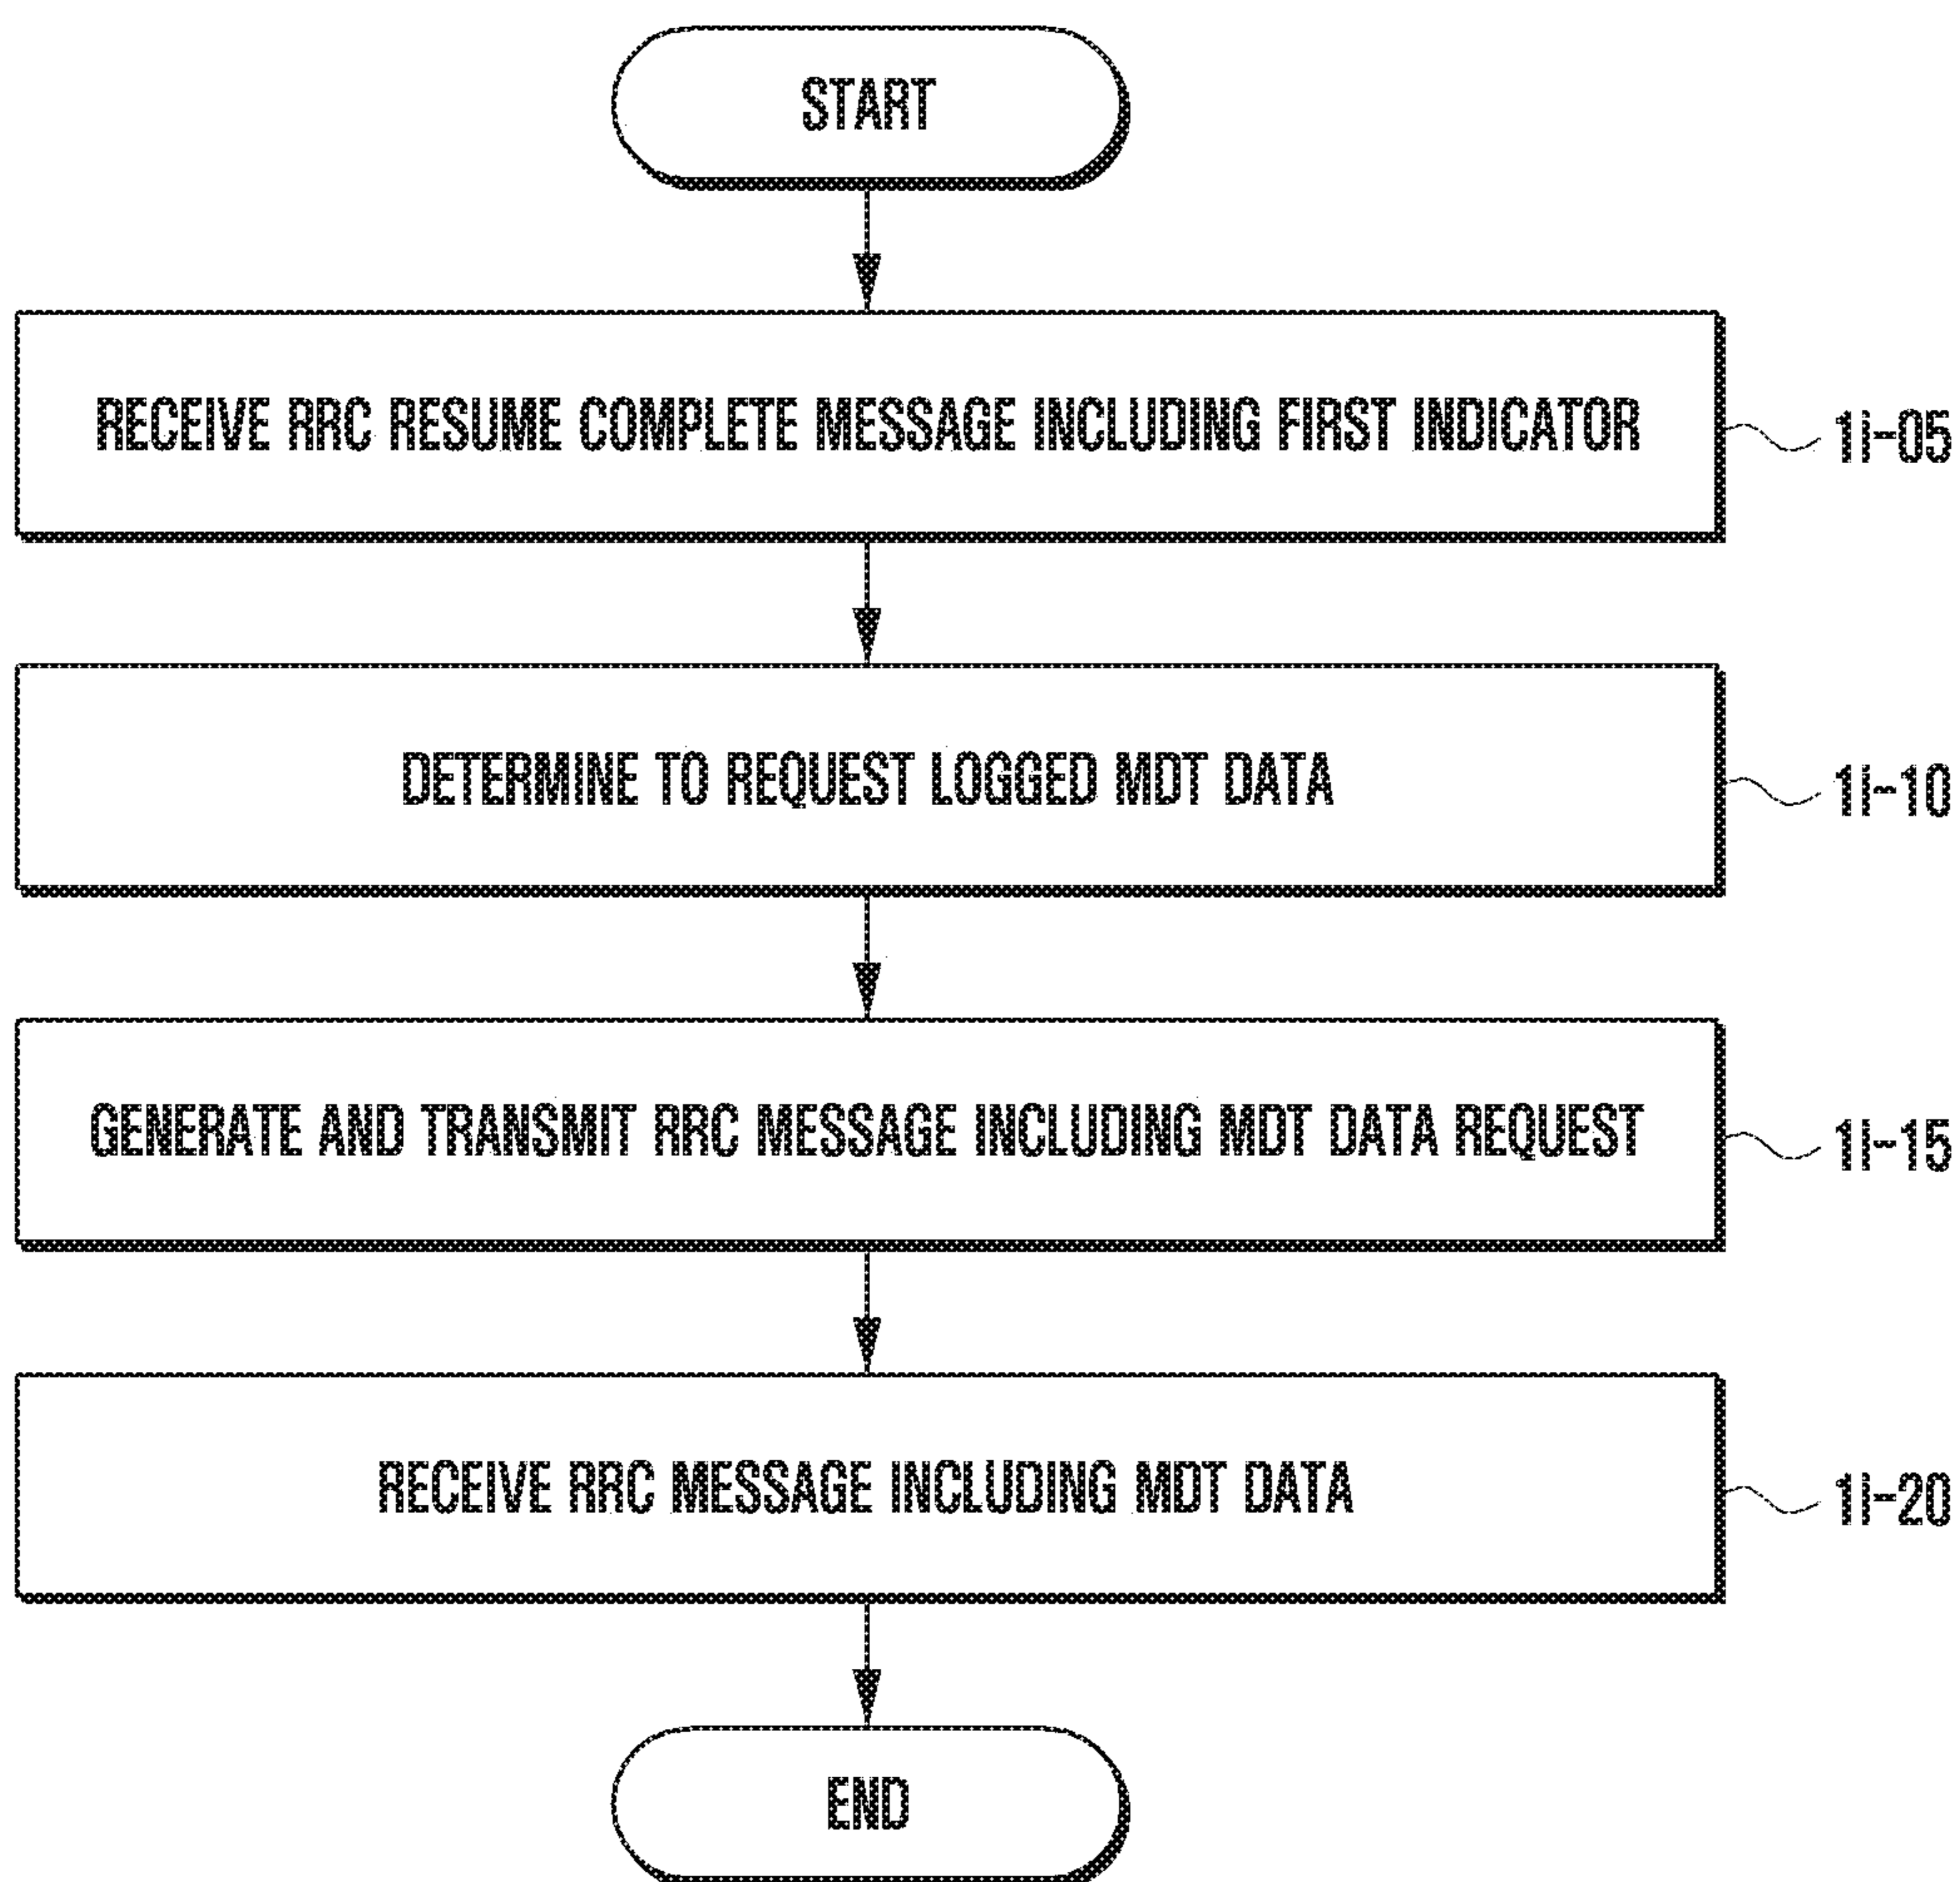 START
RECEIVE RRC RESUME COMPLETE MESSAGE INCLUDING FIRST INDICATOR
1i-05
DETERMINE TO REQUEST LOGGED MDT DATA
1i-10
GENERATE AND TRANSMIT RRC MESSAGE INCLUDING MDT DATA REQUEST
1i-15
RECEIVE RRC MESSAGE INCLUDING MDT DATA
1i-20
END